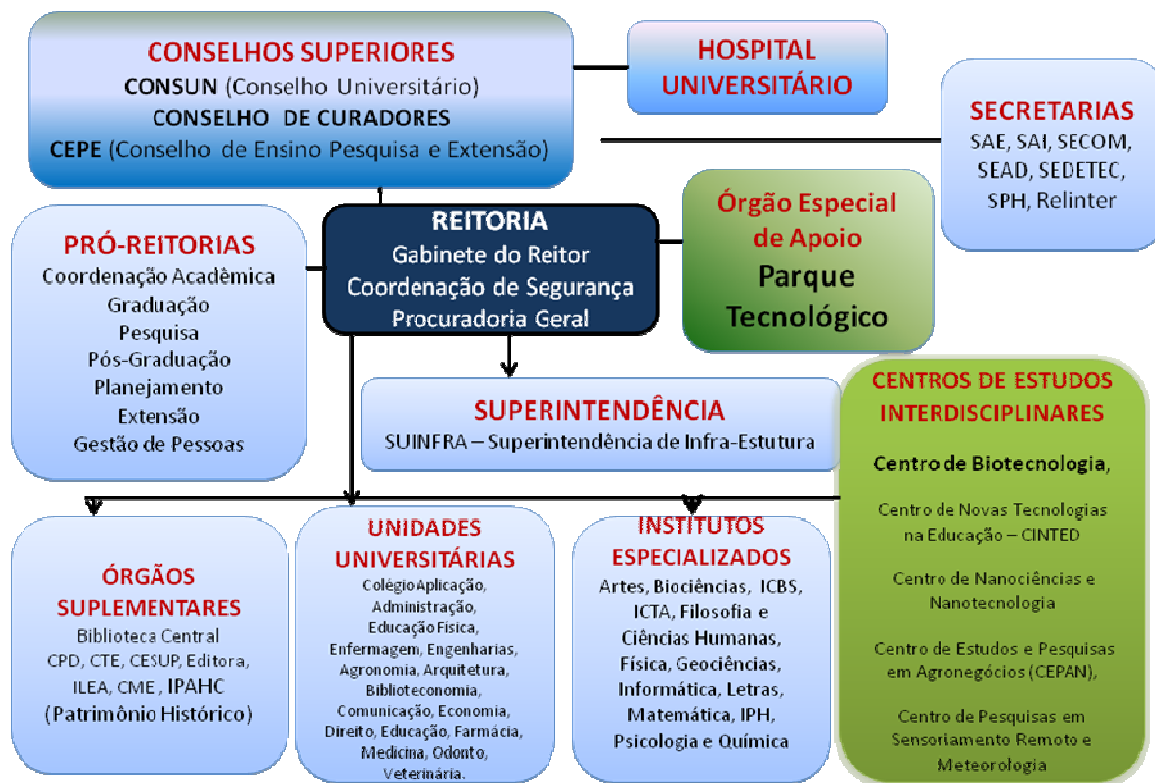 CONSELHOS SUPERIORES
CONSUN (Conselho Universitário)
CONSELHO DE CURADORES
CEPE (Conselho de Ensino Pesquisa e Extensão)
HOSPITAL
UNIVERSITÁRIO
SECRETARIAS
SAE, SAI, SECOM,
SEAD, SEDETEC,
SPH, Relinter
PRÓ-REITORIAS
Coordenação Acadêmica
Graduação
Pesquisa
Pós-Graduação
Planejamento
Extensão
Gestão de Pessoas
REITORIA
Gabinete do Reitor
Coordenação de Segurança
Procuradoria Geral
Órgão Especial
de Apoio
Parque
Tecnológico
SUPERINTENDÊNCIA
SUINFRA – Superintendência de Infra-Estutura
CENTROS DE ESTUDOS
INTERDISCIPLINARES
Centro de Biotecnologia,
Centro de Novas Tecnologias
na Educação – CINTED
Centro de Nanociências e
Nanotecnologia
Centro de Estudos e Pesquisas
em Agronegócios (CEPAN),
Centro de Pesquisas em
Sensoriamento Remoto e
Meteorologia
ÓRGÃOS
SUPLEMENTARES
Biblioteca Central
CPD, CTE, CESUP, Editora,
ILEA, CME , IPAHC
(Patrimônio Histórico)
UNIDADES
UNIVERSITÁRIAS
Colégio Aplicação,
Administração,
Educação Física,
Enfermagem, Engenharias,
Agronomia, Arquitetura,
Biblioteconomia,
Comunicação, Economia,
Direito, Educação, Farmácia,
Medicina, Odonto,
Veterinária.
INSTITUTOS
ESPECIALIZADOS
Artes, Biociências, ICBS,
ICTA, Filosofia e
Ciências Humanas,
Física, Geociências,
Informática, Letras,
Matemática, IPH,
Psicologia e Química